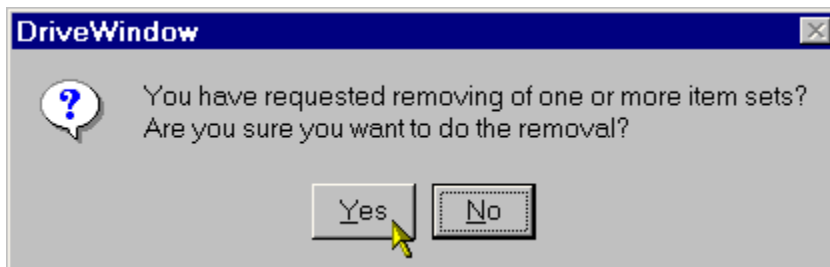 DriveWindow
You have requested removing of one or more item sets?
Are you sure you want to do the removal?
Yes No